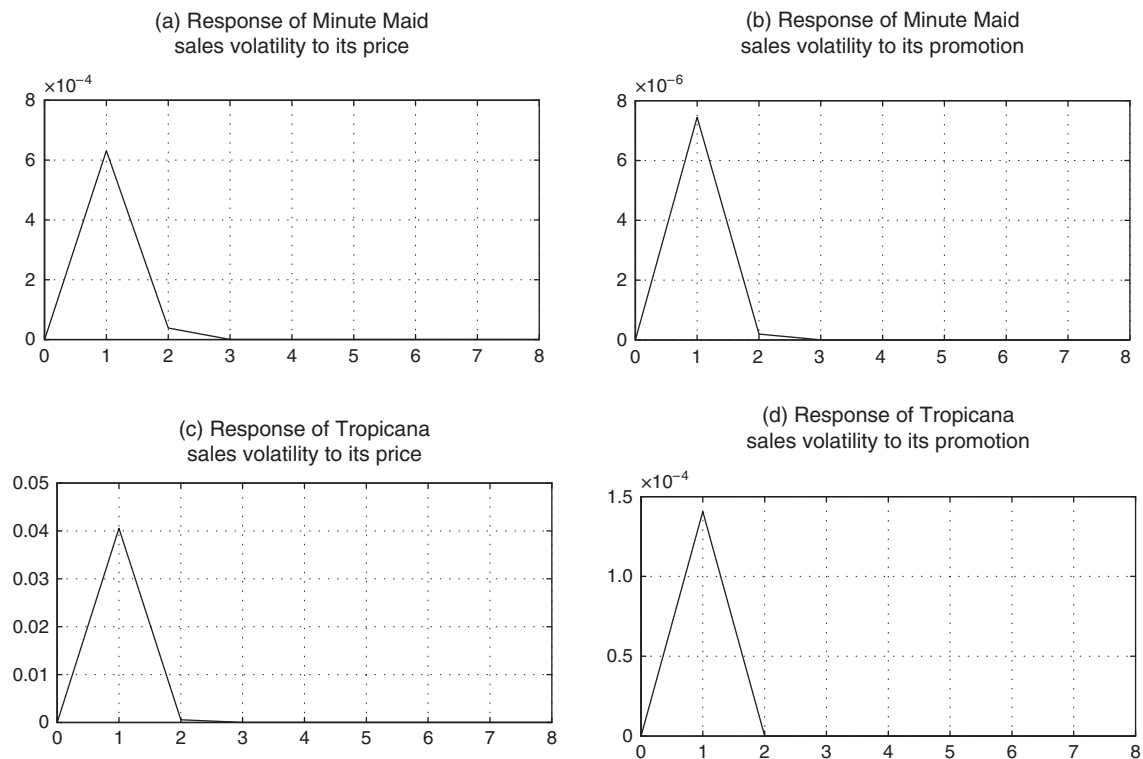 (a) Response of Minute Maid
sales volatility to its price
×10−4
8
6
4
2
0
0 1 2 3 4 5 6 7 8
(b) Response of Minute Maid
sales volatility to its promotion
×10−6
8
6
4
2
0
0 1 2 3 4 5 6 7 8
(c) Response of Tropicana
sales volatility to its price
0.05
0.04
0.03
0.02
0.01
0
0 1 2 3 4 5 6 7 8
(d) Response of Tropicana
sales volatility to its promotion
×10−4
1.5
1.0
0.5
0
0 1 2 3 4 5 6 7 8